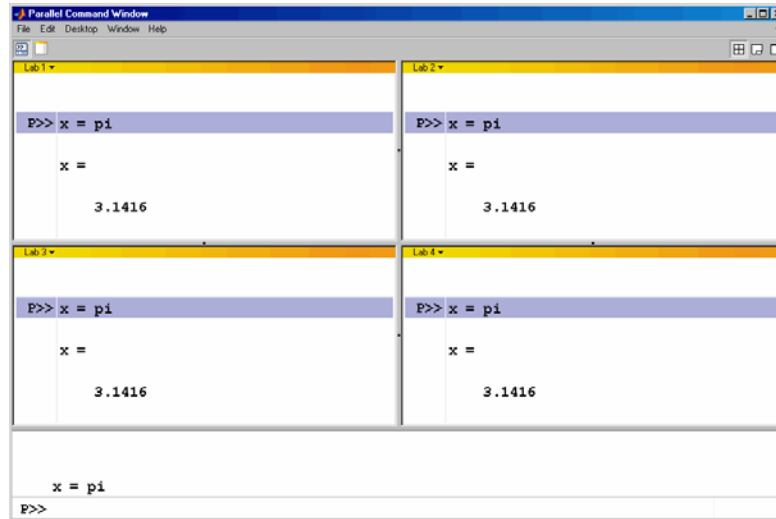 Parallel Command Window
File Edit Desktop Window Help
Lab 1
P>> x = pi
x =
3.1416
Lab 2
P>> x = pi
x =
3.1416
Lab 3
P>> x = pi
x =
3.1416
Lab 4
P>> x = pi
x =
3.1416
x = pi
P>>